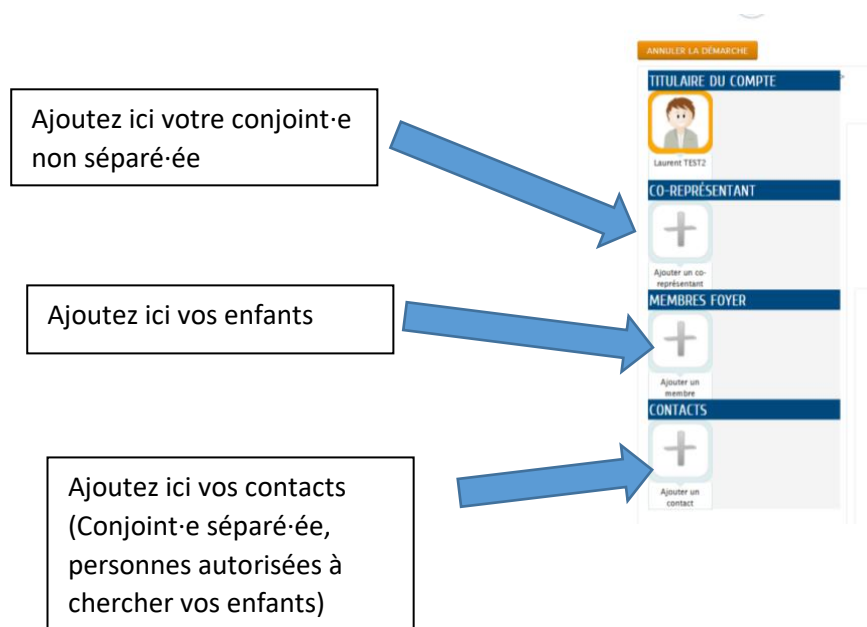 ANNULER LA DÉMARCHE
TITULAIRE DU COMPTE
Laurent TEST2
Ajoutez ici votre conjoint·e
non séparé·ée
CO-REPRÉSENTANT
Ajouter un co-
représentant
Ajoutez ici vos enfants
MEMBRES FOYER
Ajouter un
membre
CONTACTS
Ajouter un
contact
Ajoutez ici vos contacts
(Conjoint·e séparé·ée,
personnes autorisées à
chercher vos enfants)